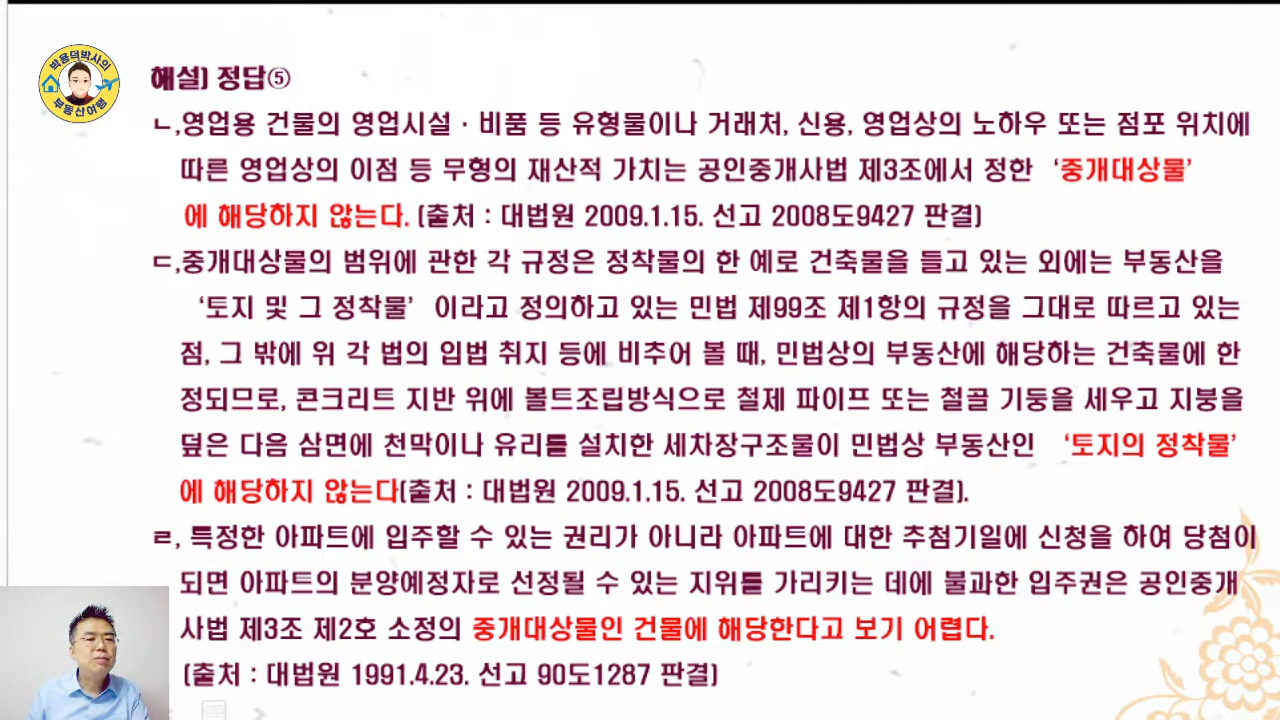 박용덕박사의
부동산여행
해설) 정답⑤
ㄴ,영업용 건물의 영업시설·비품 등 유형물이나 거래처, 신용, 영업상의 노하우 또는 점포 위치에
따른 영업상의 이점 등 무형의 재산적 가치는 공인중개사법 제3조에서 정한 ‘중개대상물’
에 해당하지 않는다. (출처 : 대법원 2009.1.15. 선고 2008도9427 판결)
ㄷ,중개대상물의 범위에 관한 각 규정은 정착물의 한 예로 건축물을 들고 있는 외에는 부동산을
‘토지 및 그 정착물’ 이라고 정의하고 있는 민법 제99조 제1항의 규정을 그대로 따르고 있는
점, 그 밖에 위 각 법의 입법 취지 등에 비추어 볼 때, 민법상의 부동산에 해당하는 건축물에 한
정되므로, 콘크리트 지반 위에 볼트조립방식으로 철제 파이프 또는 철골 기둥을 세우고 지붕을
덮은 다음 삼면에 천막이나 유리를 설치한 세차장구조물이 민법상 부동산인 ‘토지의 정착물’
에 해당하지 않는다(출처 : 대법원 2009.1.15. 선고 2008도9427 판결).
ㄹ, 특정한 아파트에 입주할 수 있는 권리가 아니라 아파트에 대한 추첨기일에 신청을 하여 당첨이
되면 아파트의 분양예정자로 선정될 수 있는 지위를 가리키는 데에 불과한 입주권은 공인중개
사법 제3조 제2호 소정의 중개대상물인 건물에 해당한다고 보기 어렵다.
(출처 : 대법원 1991.4.23. 선고 90도1287 판결)